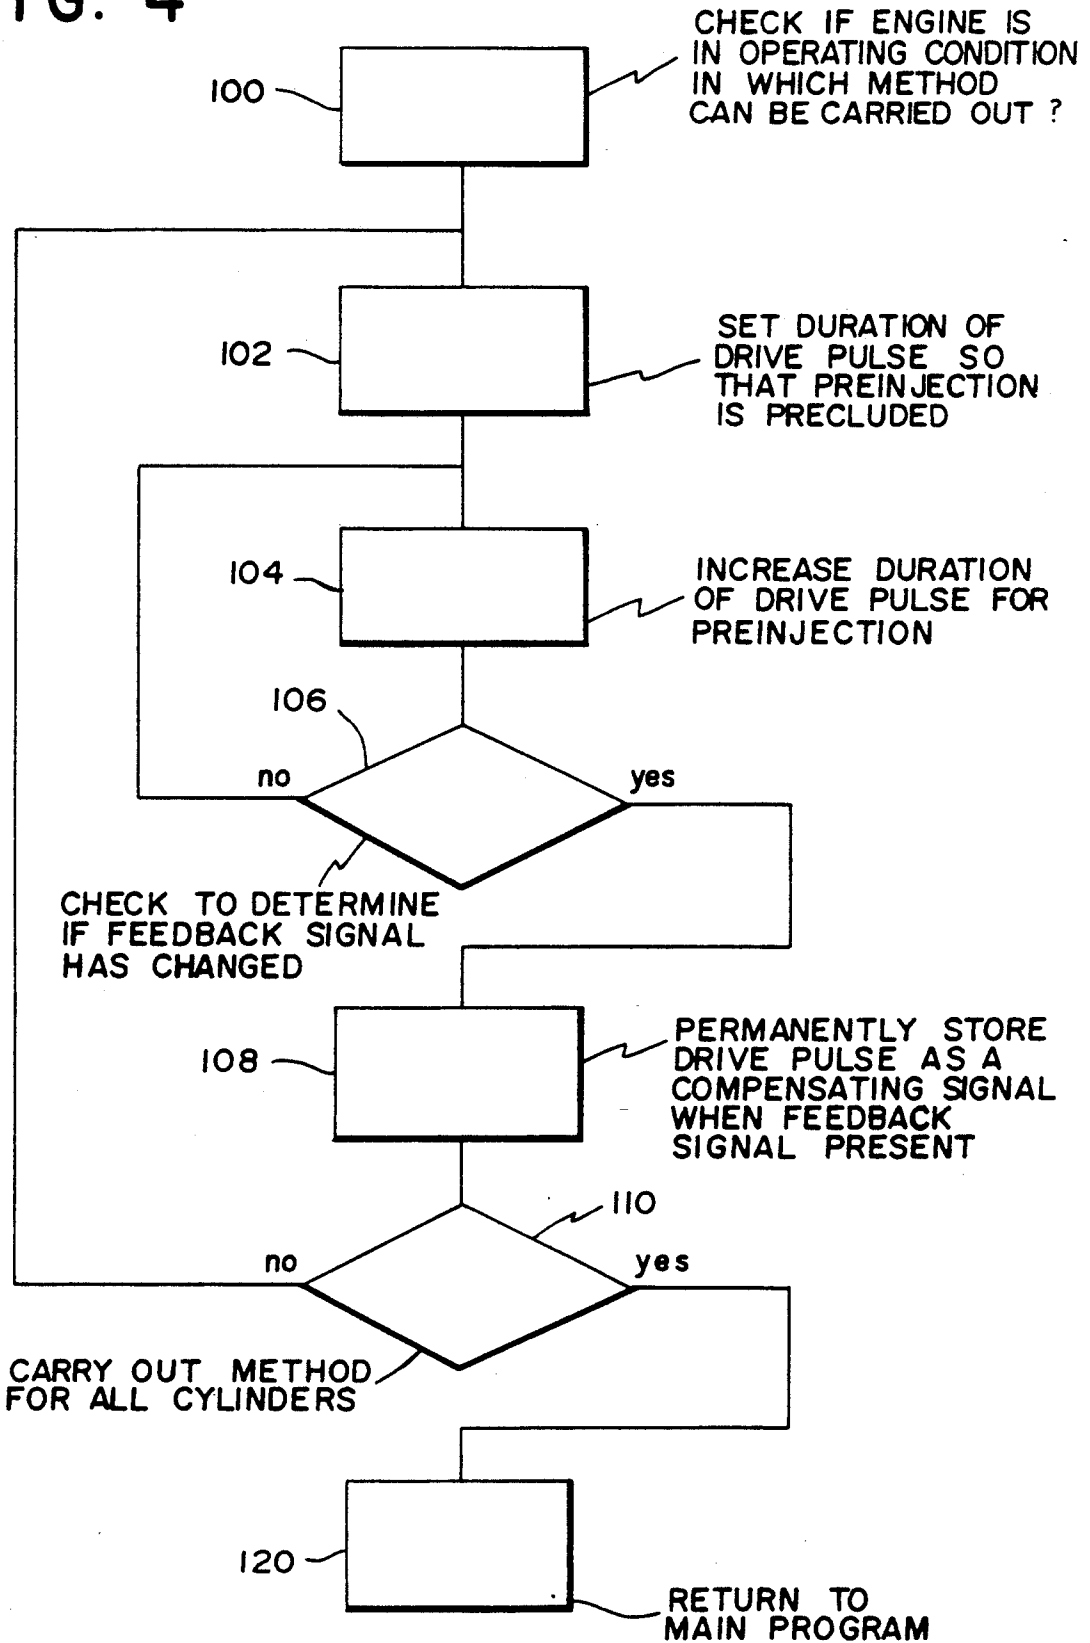 FIG. 4
CHECK IF ENGINE IS
IN OPERATING CONDITION
IN WHICH METHOD
CAN BE CARRIED OUT ?
100
102
SET DURATION OF
DRIVE PULSE SO
THAT PREINJECTION
IS PRECLUDED
104
INCREASE DURATION
OF DRIVE PULSE FOR
PREINJECTION
106
no
yes
CHECK TO DETERMINE
IF FEEDBACK SIGNAL
HAS CHANGED
108
PERMANENTLY STORE
DRIVE PULSE AS A
COMPENSATING SIGNAL
WHEN FEEDBACK
SIGNAL PRESENT
110
no
yes
CARRY OUT METHOD
FOR ALL CYLINDERS
120
RETURN TO
MAIN PROGRAM